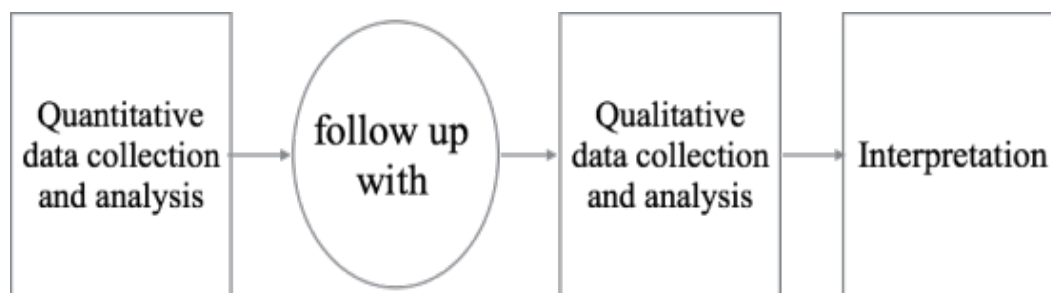 Quantitative
data collection
and analysis
follow up
with
Qualitative
data collection
and analysis
Interpretation